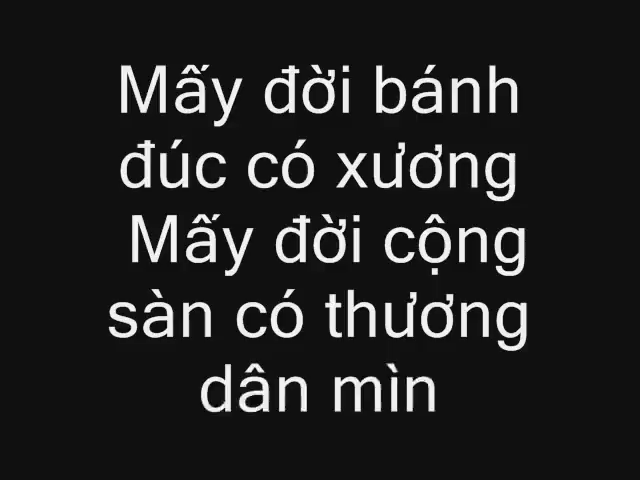 Mấy đời bánh
đúc có xương
Mấy đời cộng
sàn có thương
dân mìn